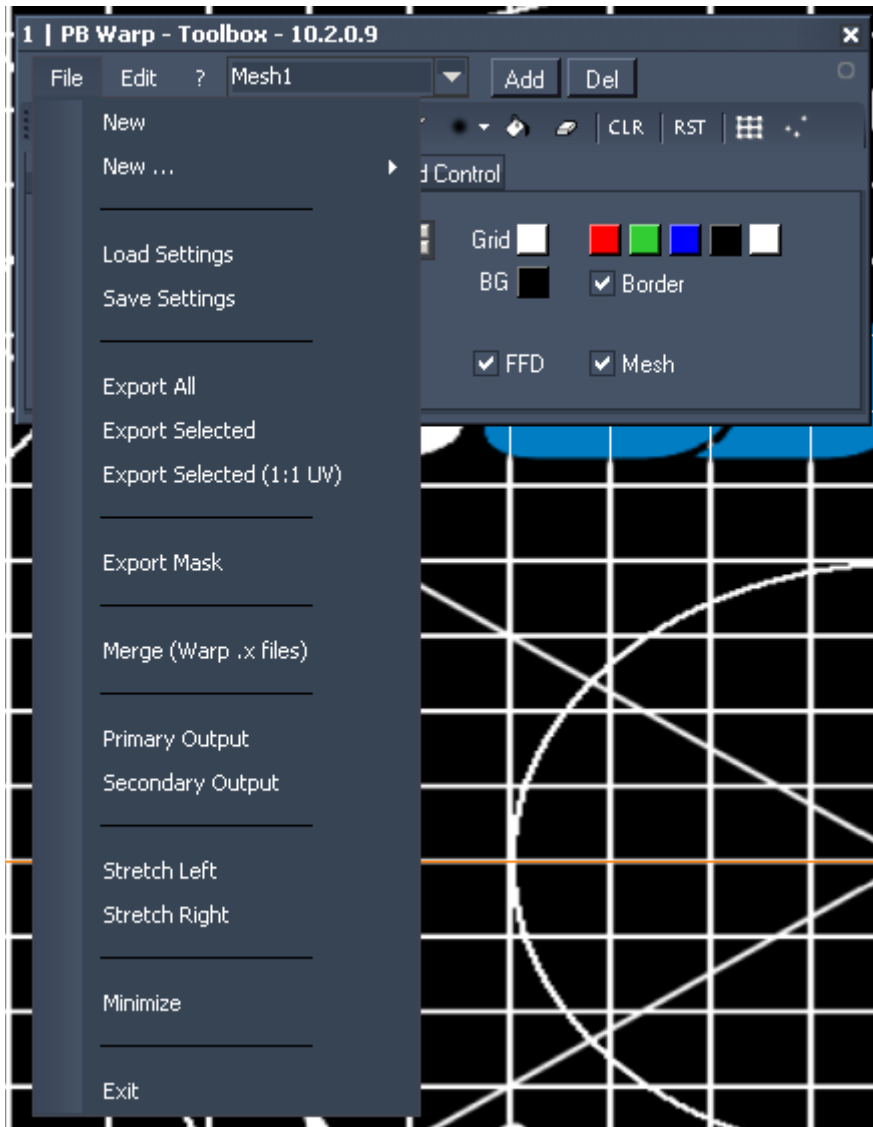 1 | PB Warp - Toolbox - 10.2.0.9
File Edit ? Mesh1 Add Del
New
CLR RST
New ...
d Control
Load Settings
Grid
Save Settings
BG
Border
Export All
FFD
Mesh
Export Selected
Export Selected (1:1 UV)
Export Mask
Merge (Warp .x files)
Primary Output
Secondary Output
Stretch Left
Stretch Right
Minimize
Exit